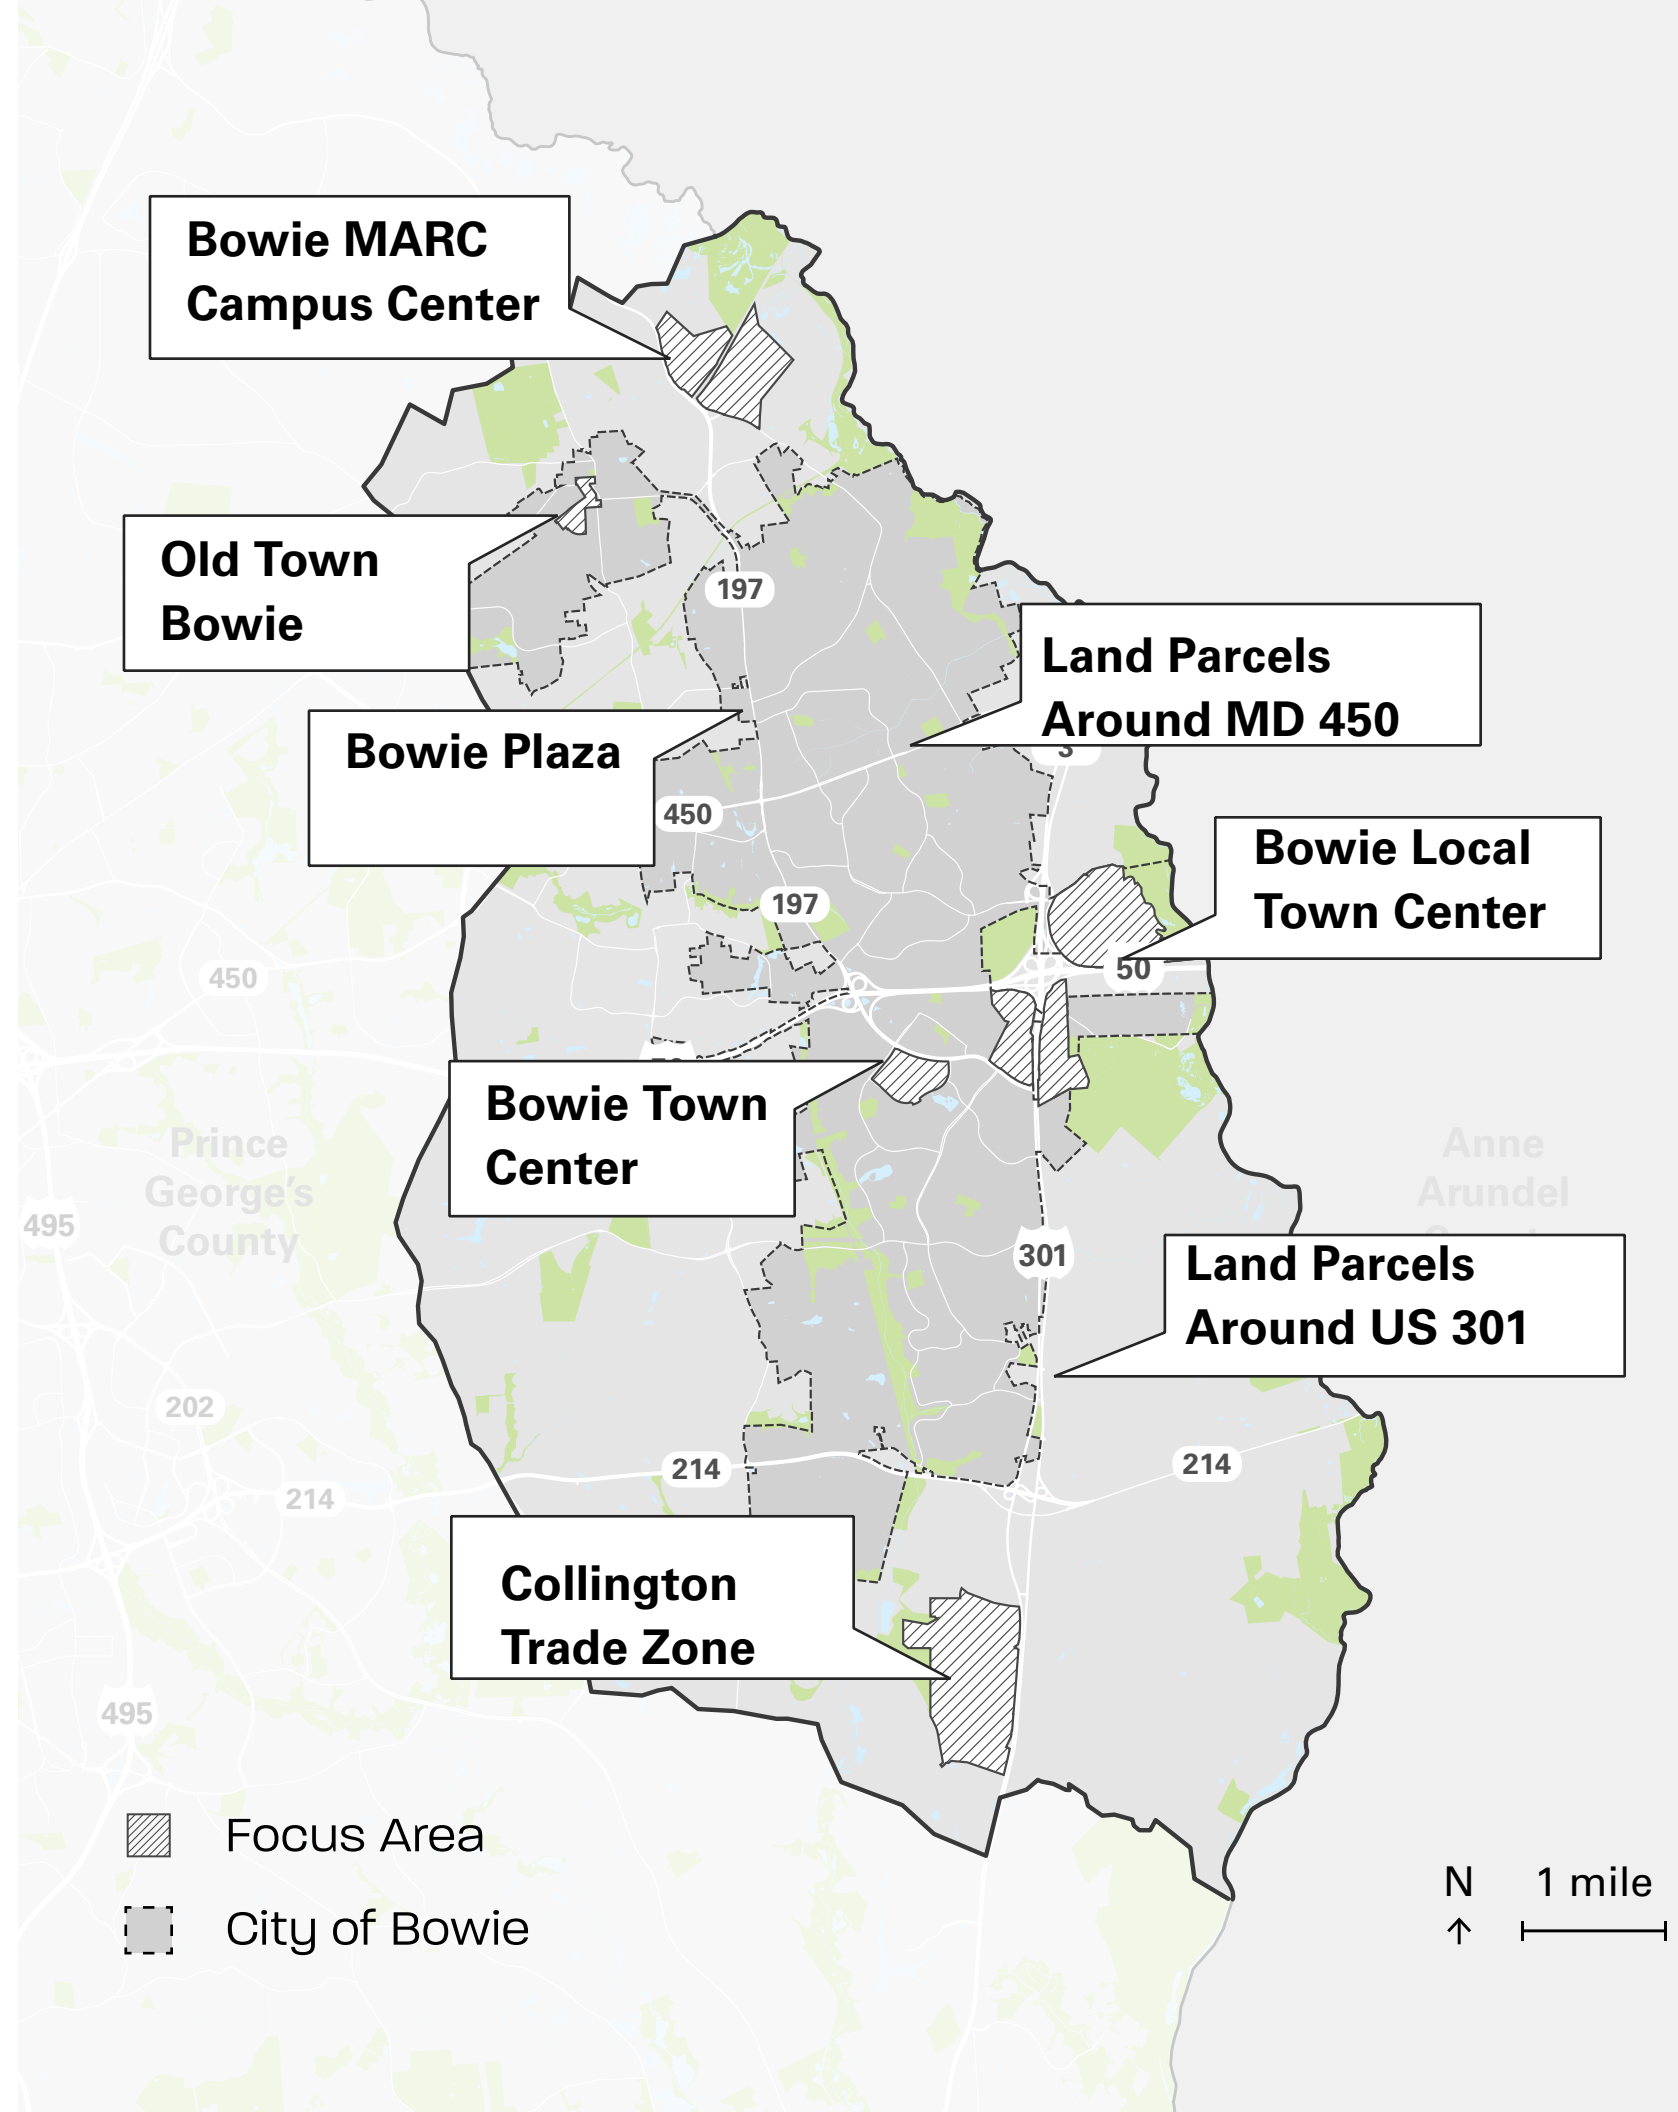 Bowie MARC
Campus Center
Old Town
Bowie
197
Land Parcels
Around MD 450
3
Bowie Plaza
450
Bowie Local
Town Center
197
450
50
Bowie Town
Center
Prince
George's
County
Anne
Arundel
495
301
Land Parcels
Around US 301
202
214
214
214
Collington
Trade Zone
495
Focus Area
City of Bowie
N
1 mile